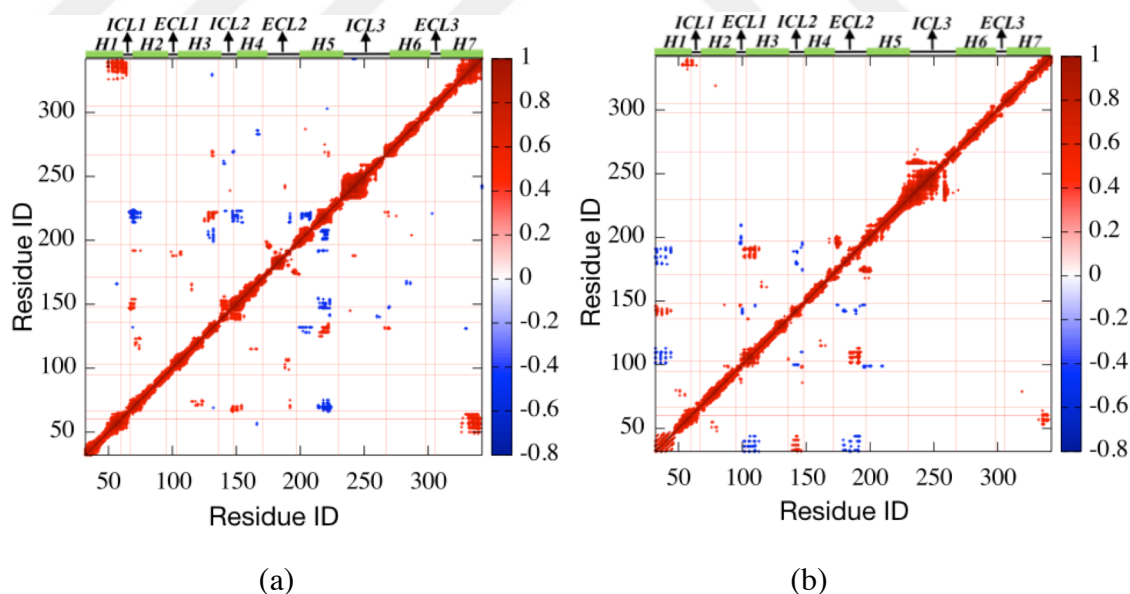 ICL1 ECL1 ICL2 ECL2 ICL3 ECL3
H1 H2 H3 H4 H5 H6 H7
300
250
200
150
100
50
50 100 150 200 250 300
Residue ID
Residue ID
1
0.8
0.6
0.4
0.2
0
-0.2
-0.4
-0.6
-0.8
(a)
ICL1 ECL1 ICL2 ECL2 ICL3 ECL3
H1 H2 H3 H4 H5 H6 H7
300
250
200
150
100
50
50 100 150 200 250 300
Residue ID
Residue ID
1
0.8
0.6
0.4
0.2
0
-0.2
-0.4
-0.6
-0.8
(b)